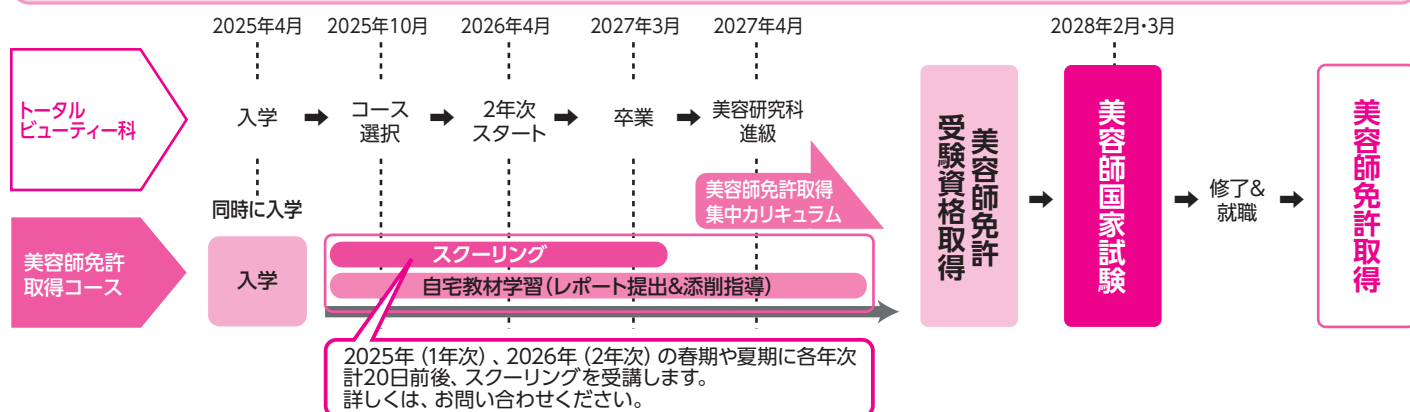 2025年4月
2025年10月
2026年4月
2027年3月
2027年4月
2028年2月・3月
トータル
ビューティー科
入学
➡
コース
選択
➡
2年次
スタート
➡
卒業
➡
美容研究科
進級
美容師免許取得
集中カリキュラム
同時に入学
美容師免許
取得コース
入学
スクーリング
自宅教材学習(レポート提出&添削指導)
2025年(1年次)、2026年(2年次)の春期や夏期に各年次
計20日前後、スクーリングを受講します。
詳しくは、お問い合わせください。
美容師免許
受験資格取得
➡
美容師国家試験
➡
修了&
就職
➡
美容師免許取得